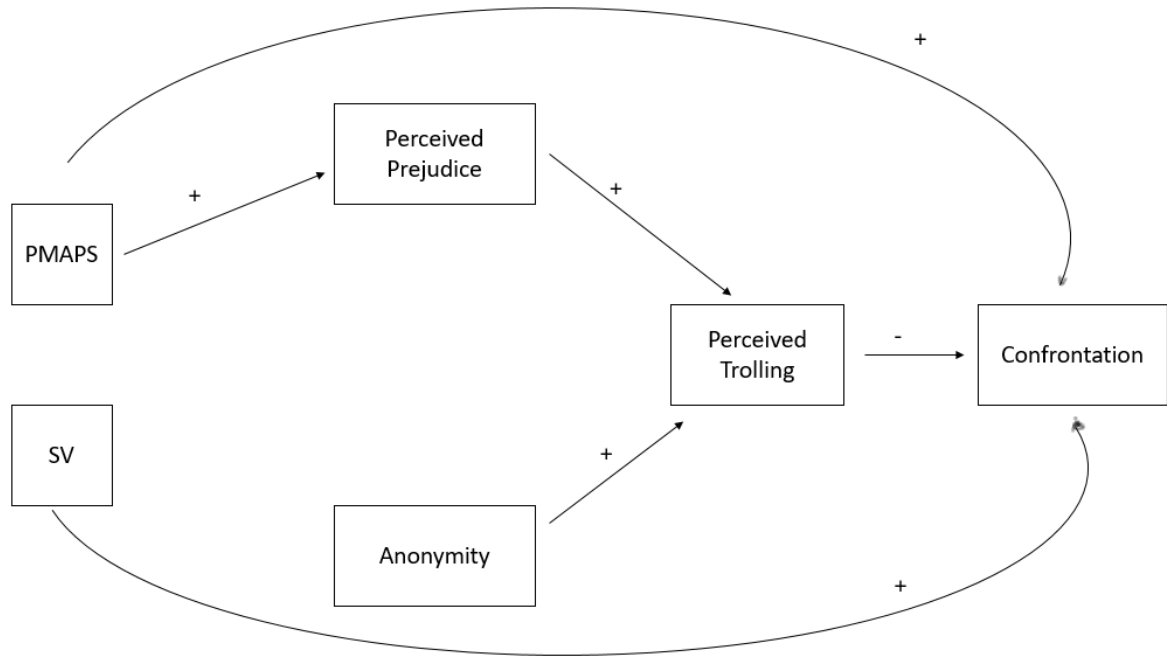 +
Perceived
Prejudice
+
+
PMAPS
Perceived
Trolling
-
Confrontation
SV
+
Anonymity
+